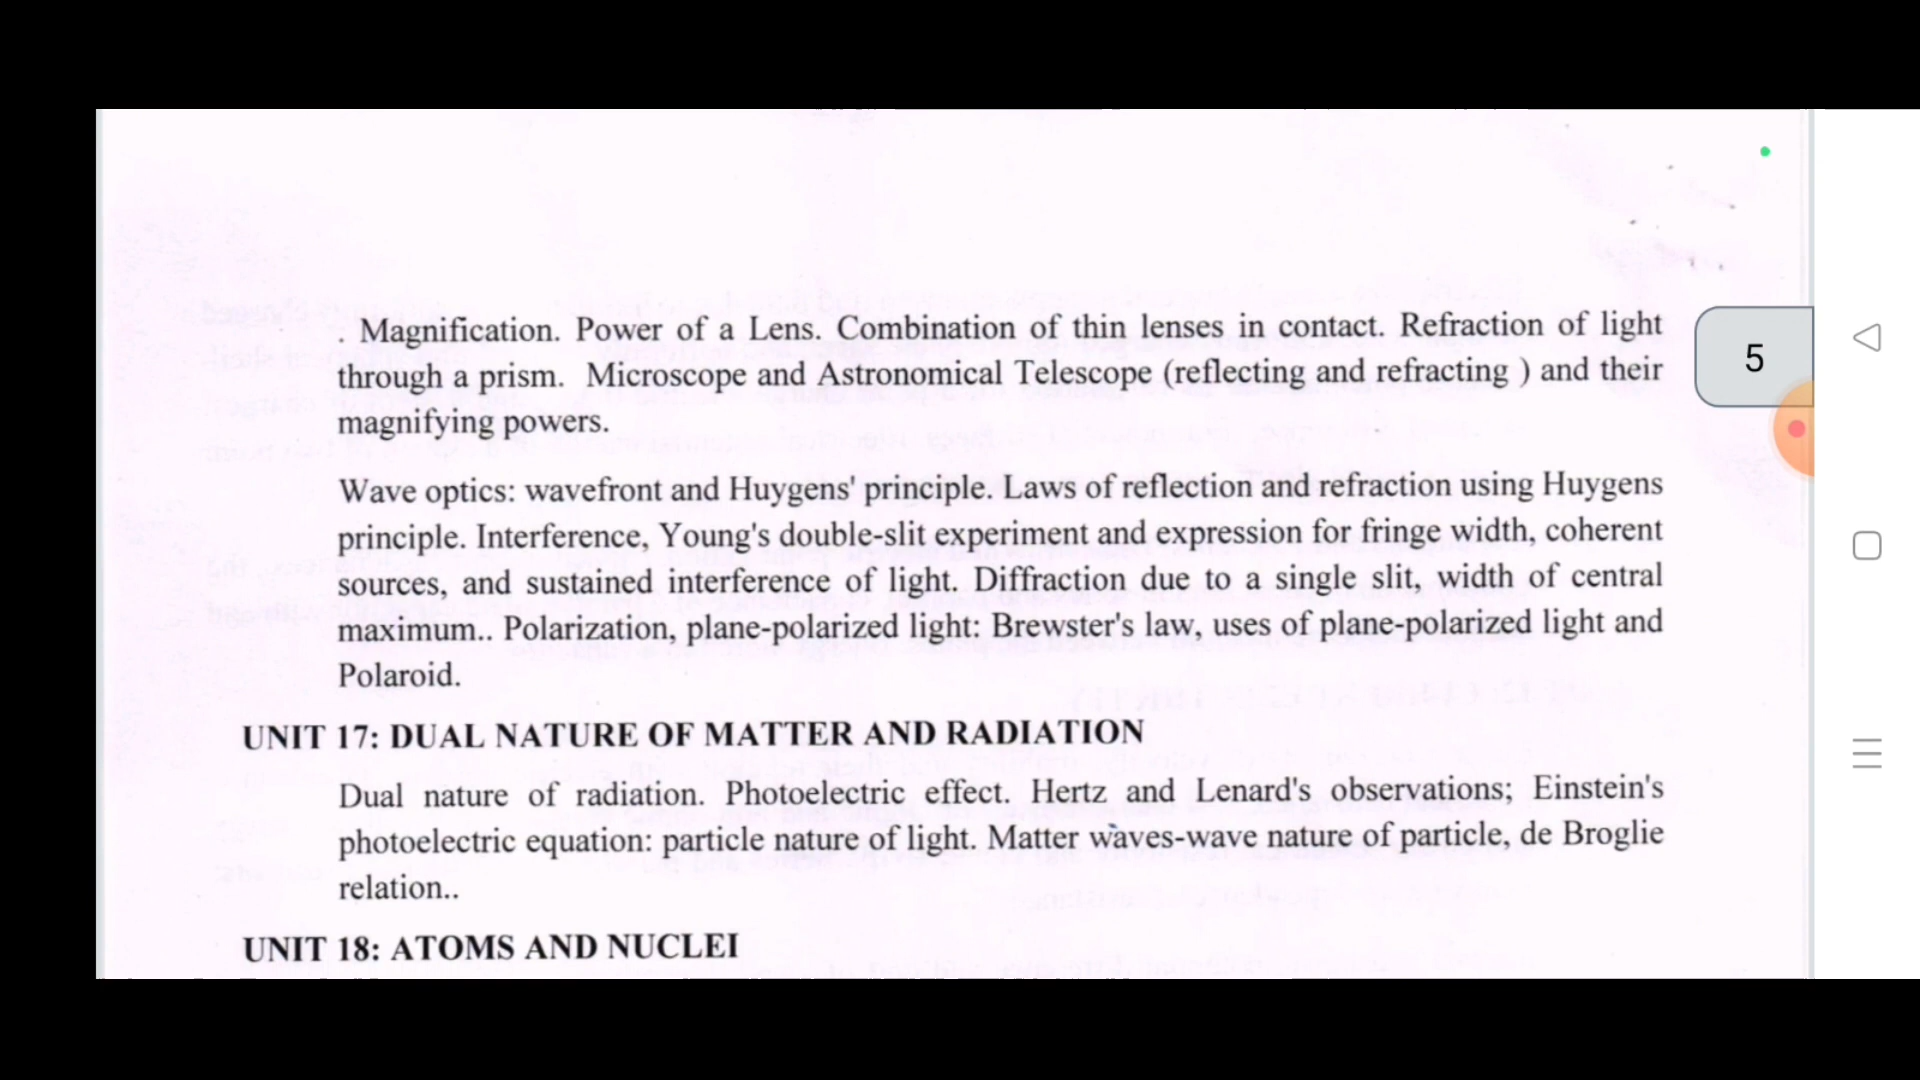 . Magnification. Power of a Lens. Combination of thin lenses in contact. Refraction of light
through a prism. Microscope and Astronomical Telescope (reflecting and refracting ) and their
magnifying powers.
Wave optics: wavefront and Huygens' principle. Laws of reflection and refraction using Huygens
principle. Interference, Young's double-slit experiment and expression for fringe width, coherent
sources, and sustained interference of light. Diffraction due to a single slit, width of central
maximum.. Polarization, plane-polarized light: Brewster's law, uses of plane-polarized light and
Polaroid.
UNIT 17: DUAL NATURE OF MATTER AND RADIATION
Dual nature of radiation. Photoelectric effect. Hertz and Lenard's observations; Einstein's
photoelectric equation: particle nature of light. Matter waves-wave nature of particle, de Broglie
relation..
UNIT 18: ATOMS AND NUCLEI
5